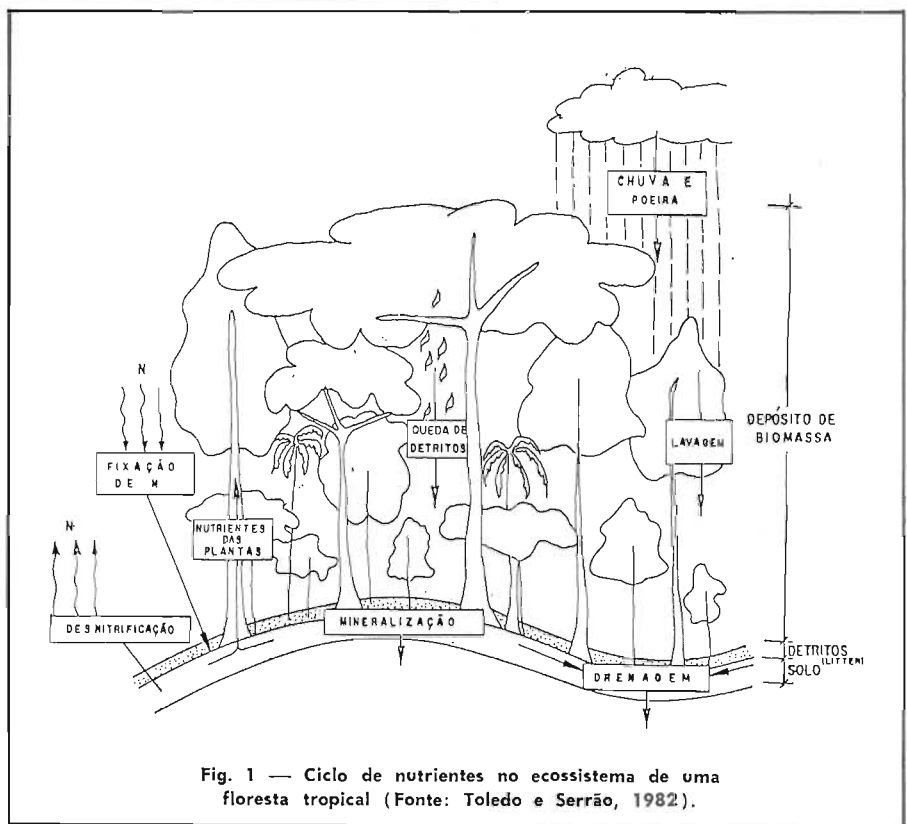 CHUVA E
POEIRA
N
QUEDA DE
DETRITOS
LAVAGEM
DEPÓSITO DE
BIOMASSA
FIXAÇÃO
DE N
N
NUTRIENTES
DAS
PLANTAS
DESNITRIFICAÇÃO
MINERALIZAÇÃO
DRENAGEM
DETRITOS
(LITTER)
SOLO
Fig. 1 — Ciclo de nutrientes no ecossistema de uma
floresta tropical (Fonte: Toledo e Serrão, 1982).